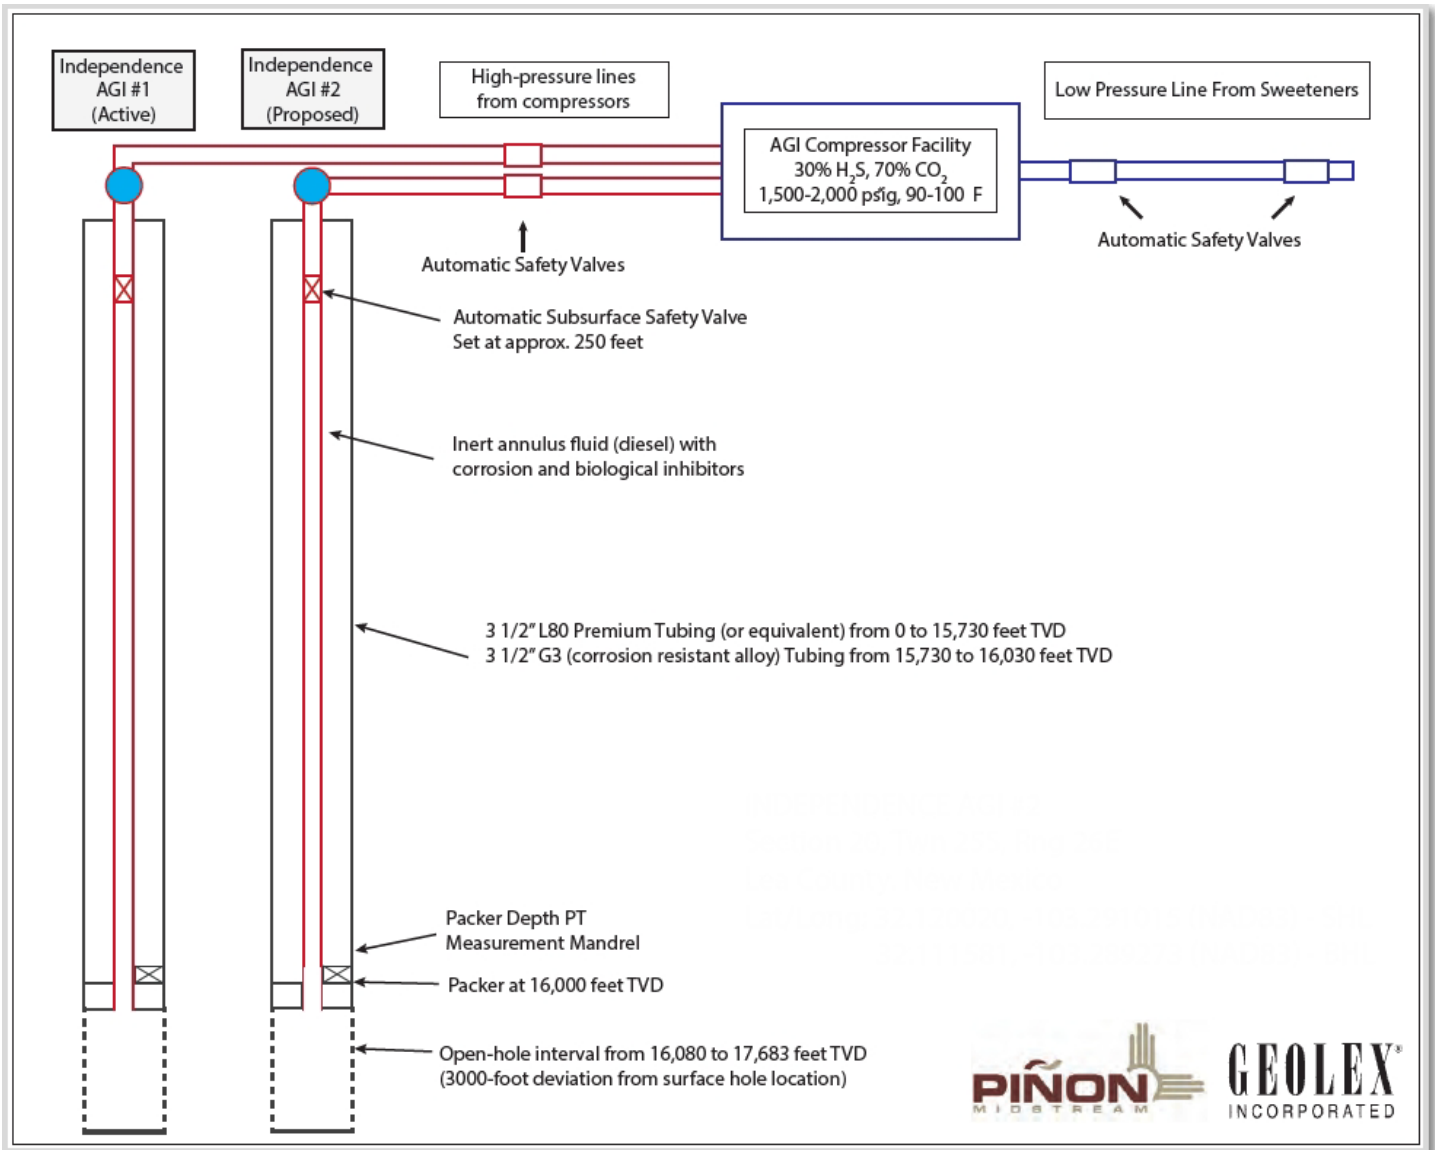 Independence
AGI #1
(Active)
Independence
AGI #2
(Proposed)
High-pressure lines
from compressors
Low Pressure Line From Sweeteners
AGI Compressor Facility
30% H₂S, 70% CO₂
1,500-2,000 psig, 90-100 F
Automatic Safety Valves
Automatic Safety Valves
Automatic Subsurface Safety Valve
Set at approx. 250 feet
Inert annulus fluid (diesel) with
corrosion and biological inhibitors
3 1/2" L80 Premium Tubing (or equivalent) from 0 to 15,730 feet TVD
3 1/2" G3 (corrosion resistant alloy) Tubing from 15,730 to 16,030 feet TVD
Packer Depth PT
Measurement Mandrel
Packer at 16,000 feet TVD
Open-hole interval from 16,080 to 17,683 feet TVD
(3000-foot deviation from surface hole location)
PIÑON
MIDSTREAM
GEOLEX®
INCORPORATED